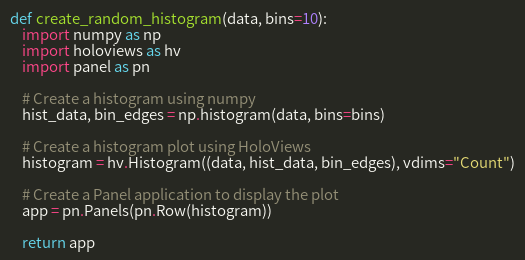 def create_random_histogram(data, bins=10):
    import numpy as np
    import holoviews as hv
    import panel as pn

    # Create a histogram using numpy
    hist_data, bin_edges = np.histogram(data, bins=bins)

    # Create a histogram plot using HoloViews
    histogram = hv.Histogram((data, hist_data, bin_edges), vdims="Count")

    # Create a Panel application to display the plot
    app = pn.Panels(pn.Row(histogram))

    return app